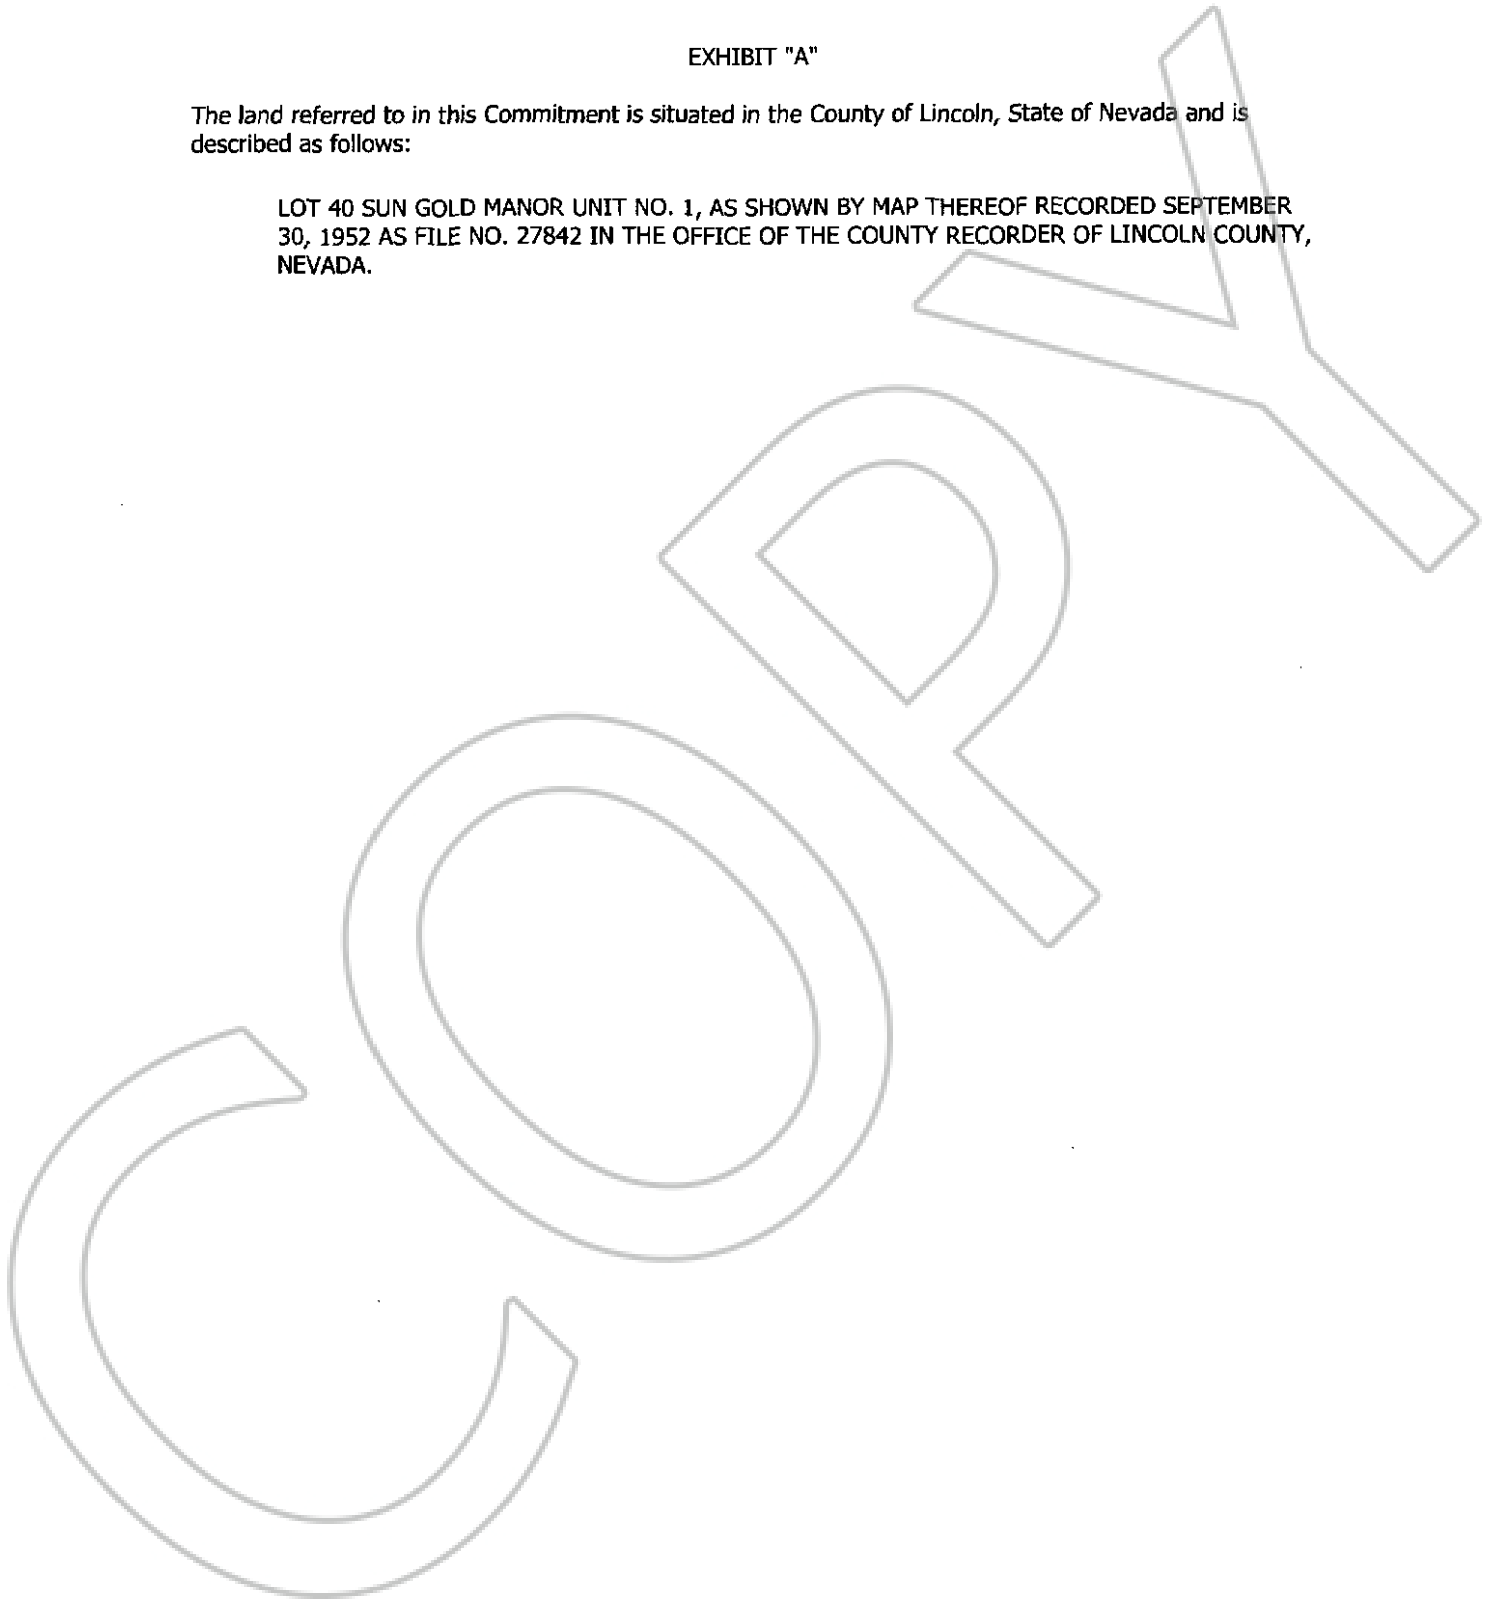 EXHIBIT "A"
The land referred to in this Commitment is situated in the County of Lincoln, State of Nevada and is
described as follows:
LOT 40 SUN GOLD MANOR UNIT NO. 1, AS SHOWN BY MAP THEREOF RECORDED SEPTEMBER
30, 1952 AS FILE NO. 27842 IN THE OFFICE OF THE COUNTY RECORDER OF LINCOLN COUNTY,
NEVADA.
COPY